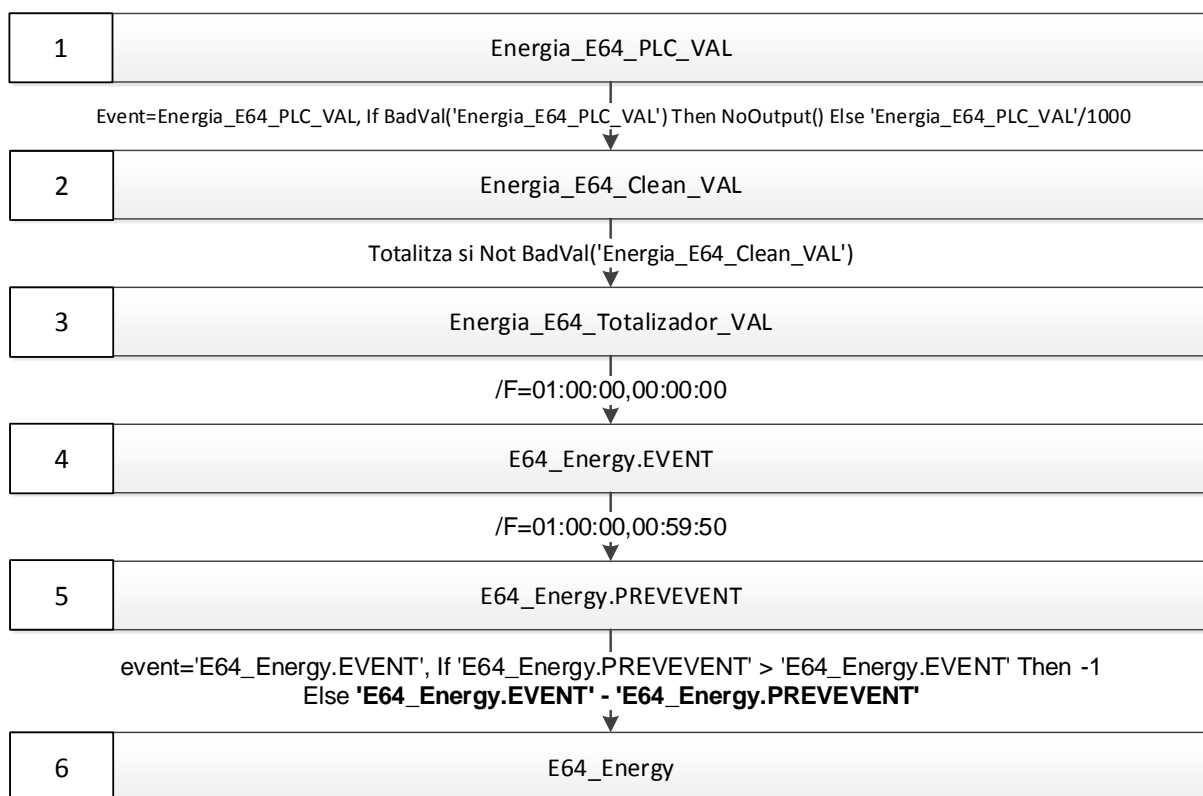 1
Energia_E64_PLC_VAL
Event=Energia_E64_PLC_VAL, If BadVal('Energia_E64_PLC_VAL') Then NoOutput() Else 'Energia_E64_PLC_VAL'/1000
2
Energia_E64_Clean_VAL
Totalitza si Not BadVal('Energia_E64_Clean_VAL')
3
Energia_E64_Totalizador_VAL
/F=01:00:00,00:00:00
4
E64_Energy.EVENT
/F=01:00:00,00:59:50
5
E64_Energy.PREVEVENT
event='E64_Energy.EVENT', If 'E64_Energy.PREVEVENT' > 'E64_Energy.EVENT' Then -1
Else 'E64_Energy.EVENT' - 'E64_Energy.PREVEVENT'
6
E64_Energy